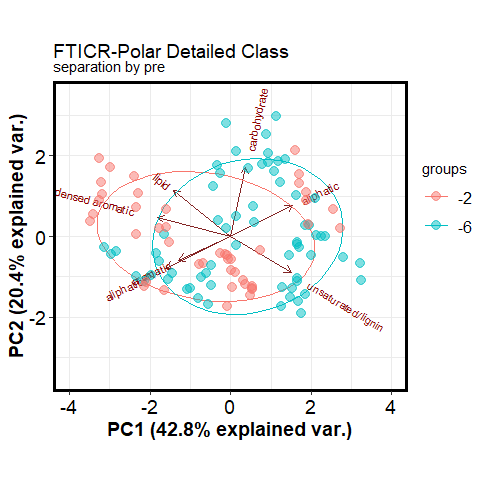 FTICR-Polar Detailed Class
separation by pre
carbohydrate
lipid
aliphatic
densed aromatic
aliphatic
unsaturated/lignin
groups
-2
-6
2
0
-2
-4
-2
0
2
4
PC2 (20.4% explained var.)
PC1 (42.8% explained var.)